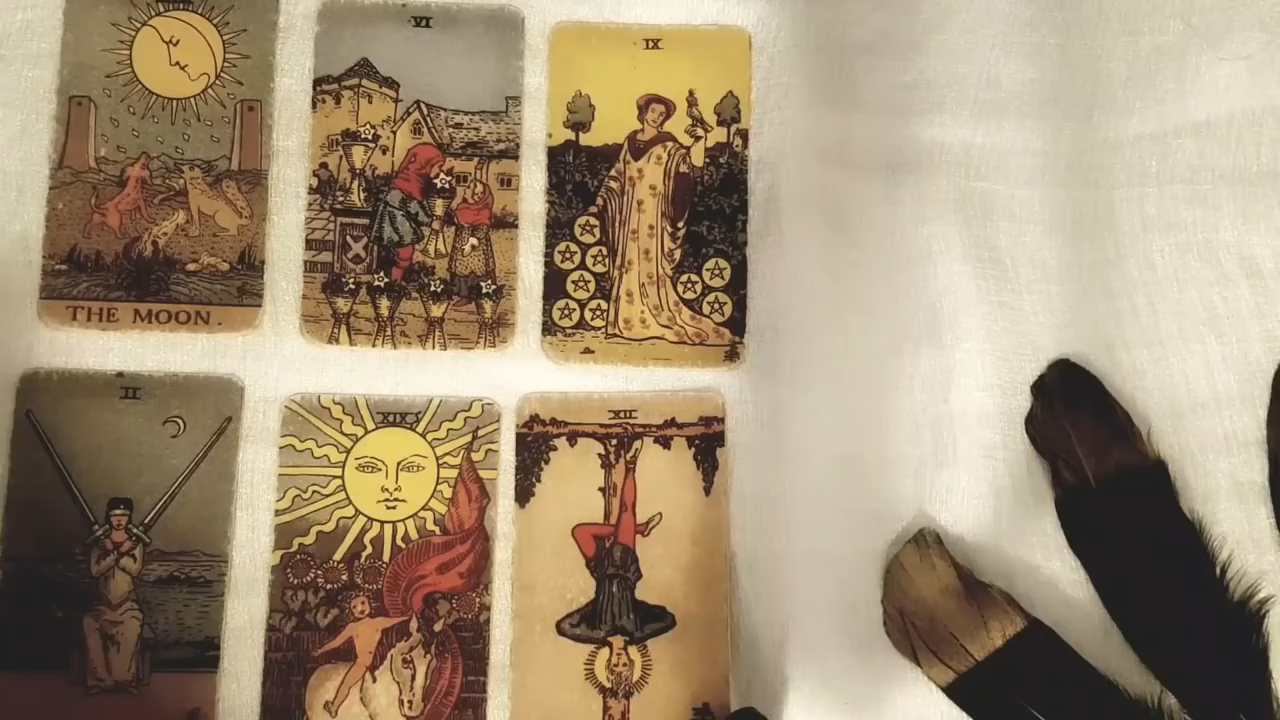 VI
IX
THE MOON.
II
XIX
XII